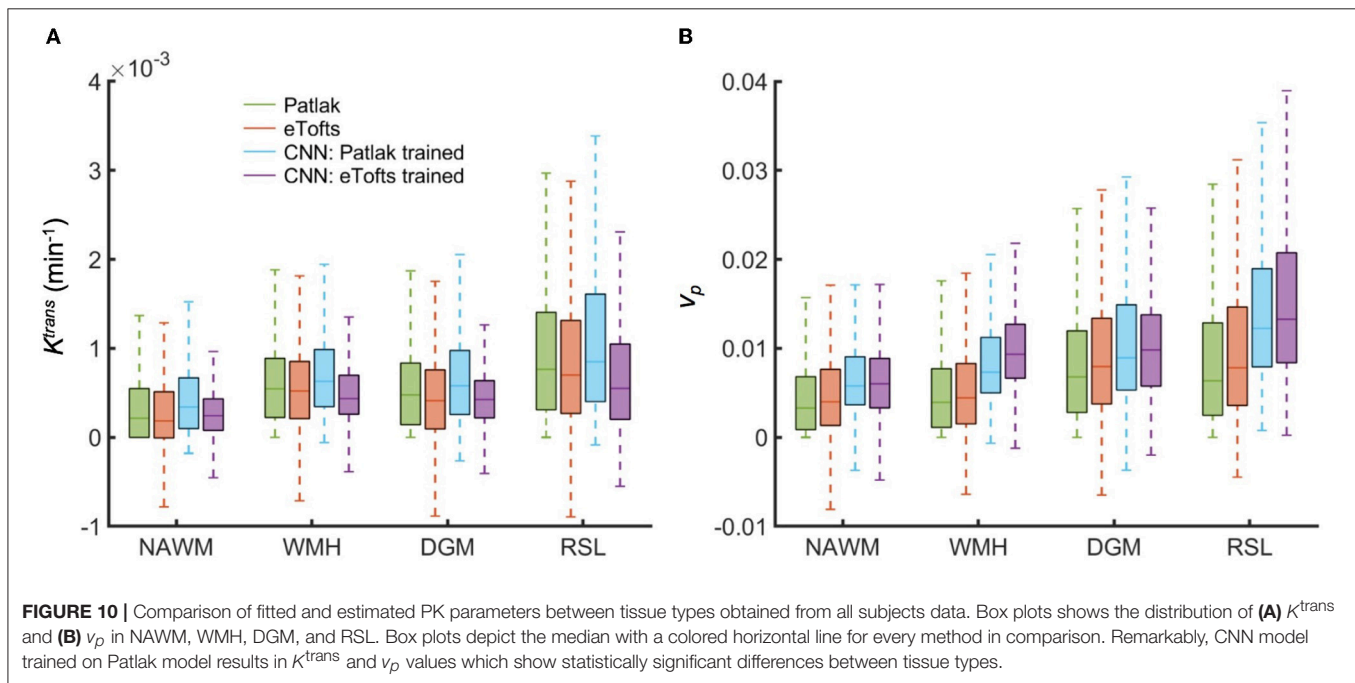 A
×10⁻³
4
3
2
1
0
-1
Kᵗʳᵃⁿˢ (min⁻¹)
Patlak
eTofts
CNN: Patlak trained
CNN: eTofts trained
NAWM WMH DGM RSL
B
0.04
0.03
0.02
0.01
0
-0.01
vₚ
NAWM WMH DGM RSL
FIGURE 10 | Comparison of fitted and estimated PK parameters between tissue types obtained from all subjects data. Box plots shows the distribution of (A) Kᵗʳᵃⁿˢ
and (B) vₚ in NAWM, WMH, DGM, and RSL. Box plots depict the median with a colored horizontal line for every method in comparison. Remarkably, CNN model
trained on Patlak model results in Kᵗʳᵃⁿˢ and vₚ values which show statistically significant differences between tissue types.